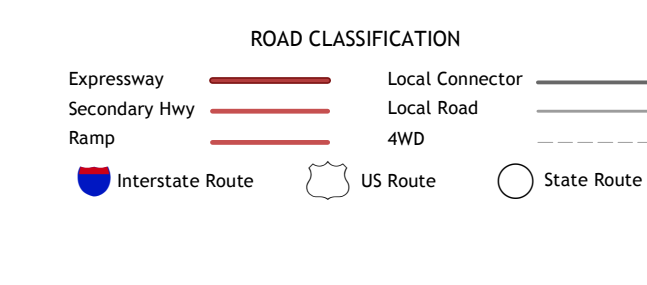 ROAD CLASSIFICATION
Expressway Local Connector
Secondary Hwy Local Road
Ramp 4WD
Interstate Route US Route State Route